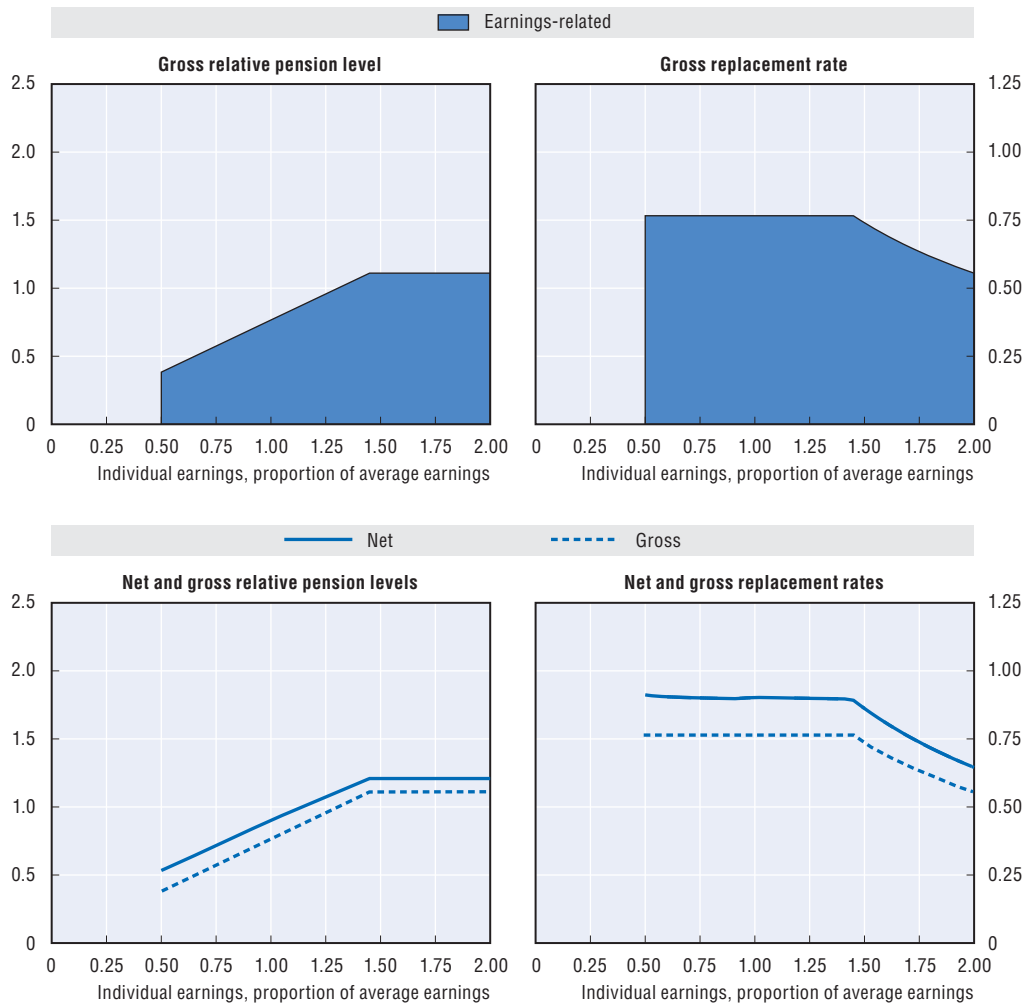 Earnings-related
Gross relative pension level
2.5
2.0
1.5
1.0
0.5
0
0 0.25 0.50 0.75 1.00 1.25 1.50 1.75 2.00
Individual earnings, proportion of average earnings
Gross replacement rate
1.25
1.00
0.75
0.50
0.25
0
0 0.25 0.50 0.75 1.00 1.25 1.50 1.75 2.00
Individual earnings, proportion of average earnings
Net Gross
Net and gross relative pension levels
2.5
2.0
1.5
1.0
0.5
0
0 0.25 0.50 0.75 1.00 1.25 1.50 1.75 2.00
Individual earnings, proportion of average earnings
Net and gross replacement rates
1.25
1.00
0.75
0.50
0.25
0
0 0.25 0.50 0.75 1.00 1.25 1.50 1.75 2.00
Individual earnings, proportion of average earnings